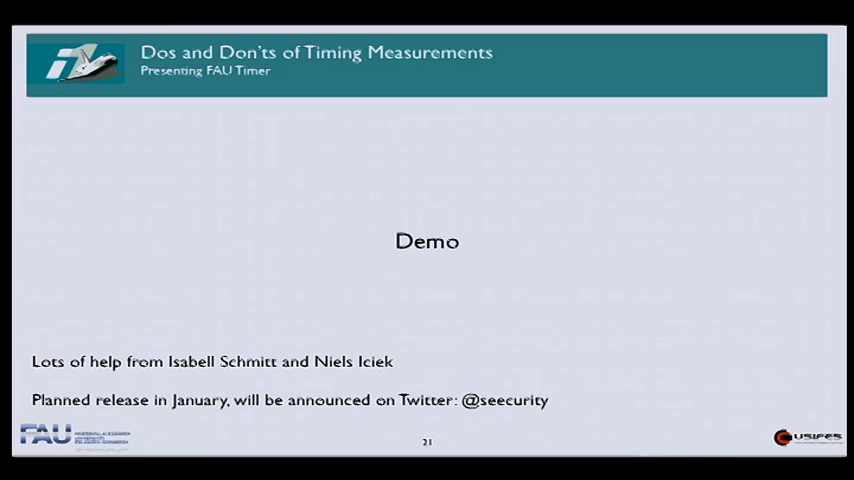 Dos and Don'ts of Timing Measurements
Presenting FAU Timer
Demo
Lots of help from Isabell Schmitt and Niels Iciek
Planned release in January, will be announced on Twitter: @seecurity
FAU
21
USIFES